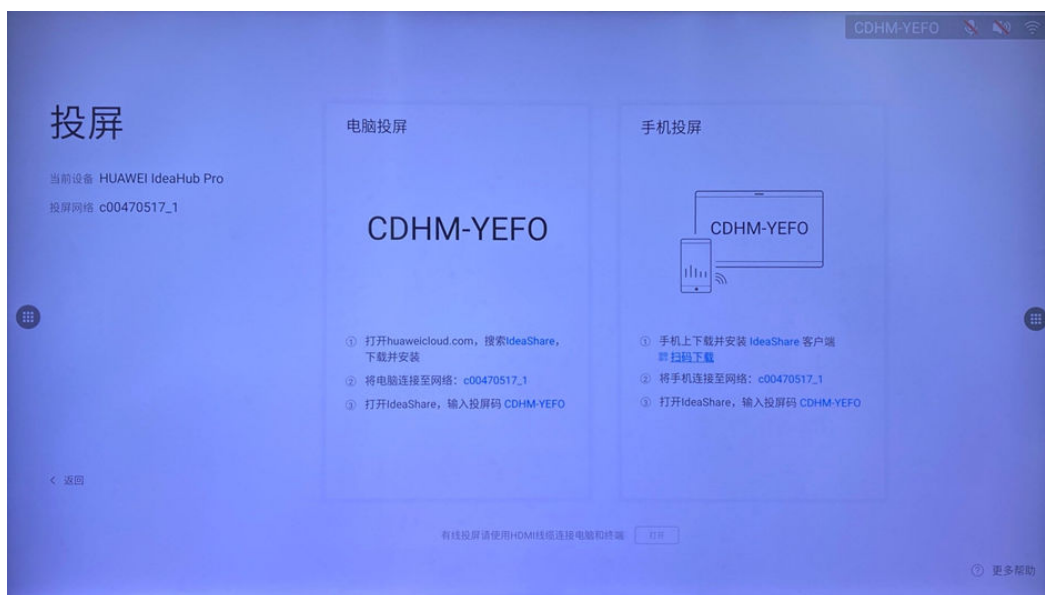 CDHM-YEFO
投屏
当前设备 HUAWEI IdeaHub Pro
投屏网络 c00470517_1
电脑投屏
CDHM-YEFO
① 打开huaweicloud.com，搜索IdeaShare，
下载并安装
② 将电脑连接至网络：c00470517_1
③ 打开IdeaShare，输入投屏码 CDHM-YEFO
手机投屏
CDHM-YEFO
① 手机上下载并安装 IdeaShare 客户端
扫码下载
② 将手机连接至网络：c00470517_1
③ 打开IdeaShare，输入投屏码 CDHM-YEFO
< 返回
有线投屏请使用HDMI线缆连接电脑和终端 打开
? 更多帮助